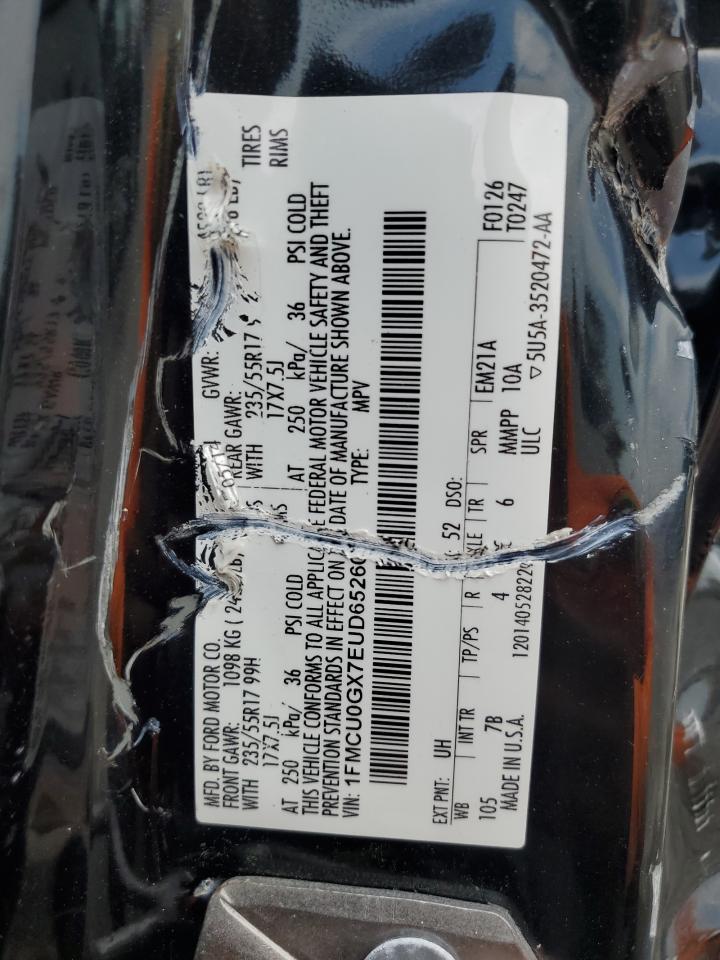 MFD. BY FORD MOTOR CO.
FRONT GAWR: REAR GAWR: GVWR:
1098 KG
WITH 235/55R17 99H WITH 235/55R17 TIRES
17X7.5J 17X7.5J RIMS
AT 250 kPa/ 36 PSI COLD AT 250 kPa/ 36 PSI COLD
THIS VEHICLE CONFORMS TO ALL FEDERAL MOTOR VEHICLE SAFETY AND THEFT
PREVENTION STANDARDS IN EFFECT ON DATE OF MANUFACTURE SHOWN ABOVE.
VIN: 1FMCU0GX7EUD6526 TYPE: MPV
EXT PNT: UH 52 DSO: F0126
WB INT TR TP/PS R TR SPR EM21A T0247
105 7B 4 6 MMPP 10A
MADE IN U.S.A. ULC
▽5U5A-3520472-AA